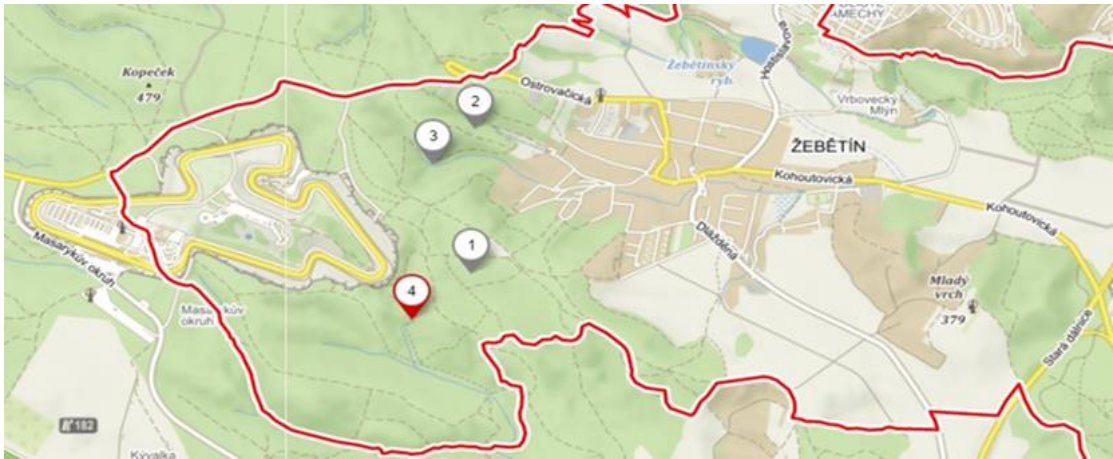 AMECHY
Kopeček
479
Žebětínský
ryb.
Hostislavova
Ostrovačická
2
Vrbovecký
Mlýn
3
ŽEBĚTÍN
Kohoutovická
Kohoutovická
Masarykův okruh
1
Dlážděná
4
Mladý
vrch
379
Masarykův
okruh
Stará dálnice
182
Kývalka